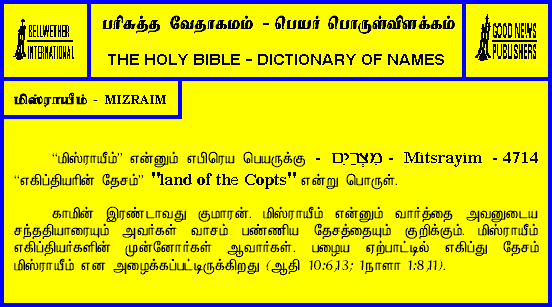 BELLWETHER
INTERNATIONAL
பரிசுத்த வேதாகமம் - பெயர் பொருள்விளக்கம்
THE HOLY BIBLE - DICTIONARY OF NAMES
GOOD NEWS
PUBLISHERS
மிஸ்ராயீம் - MIZRAIM
“மிஸ்ராயீம்” என்னும் எபிரெய பெயருக்கு - מִצְרַיִם - Mitsrayim - 4714
“எகிப்தியரின் தேசம்” "land of the Copts" என்று பொருள்.
காமின் இரண்டாவது குமாரன். மிஸ்ராயீம் என்னும் வார்த்தை அவனுடைய
சந்ததியாரையும் அவர்கள் வாசம் பண்ணிய தேசத்தையும் குறிக்கும். மிஸ்ராயீம்
எகிப்தியர்களின் முன்னோர்கள் ஆவார்கள். பழைய ஏற்பாட்டில் எகிப்து தேசம்
மிஸ்ராயீம் என அழைக்கப்பட்டிருக்கிறது (ஆதி 10:6,13; 1நாளா 1:8,11).